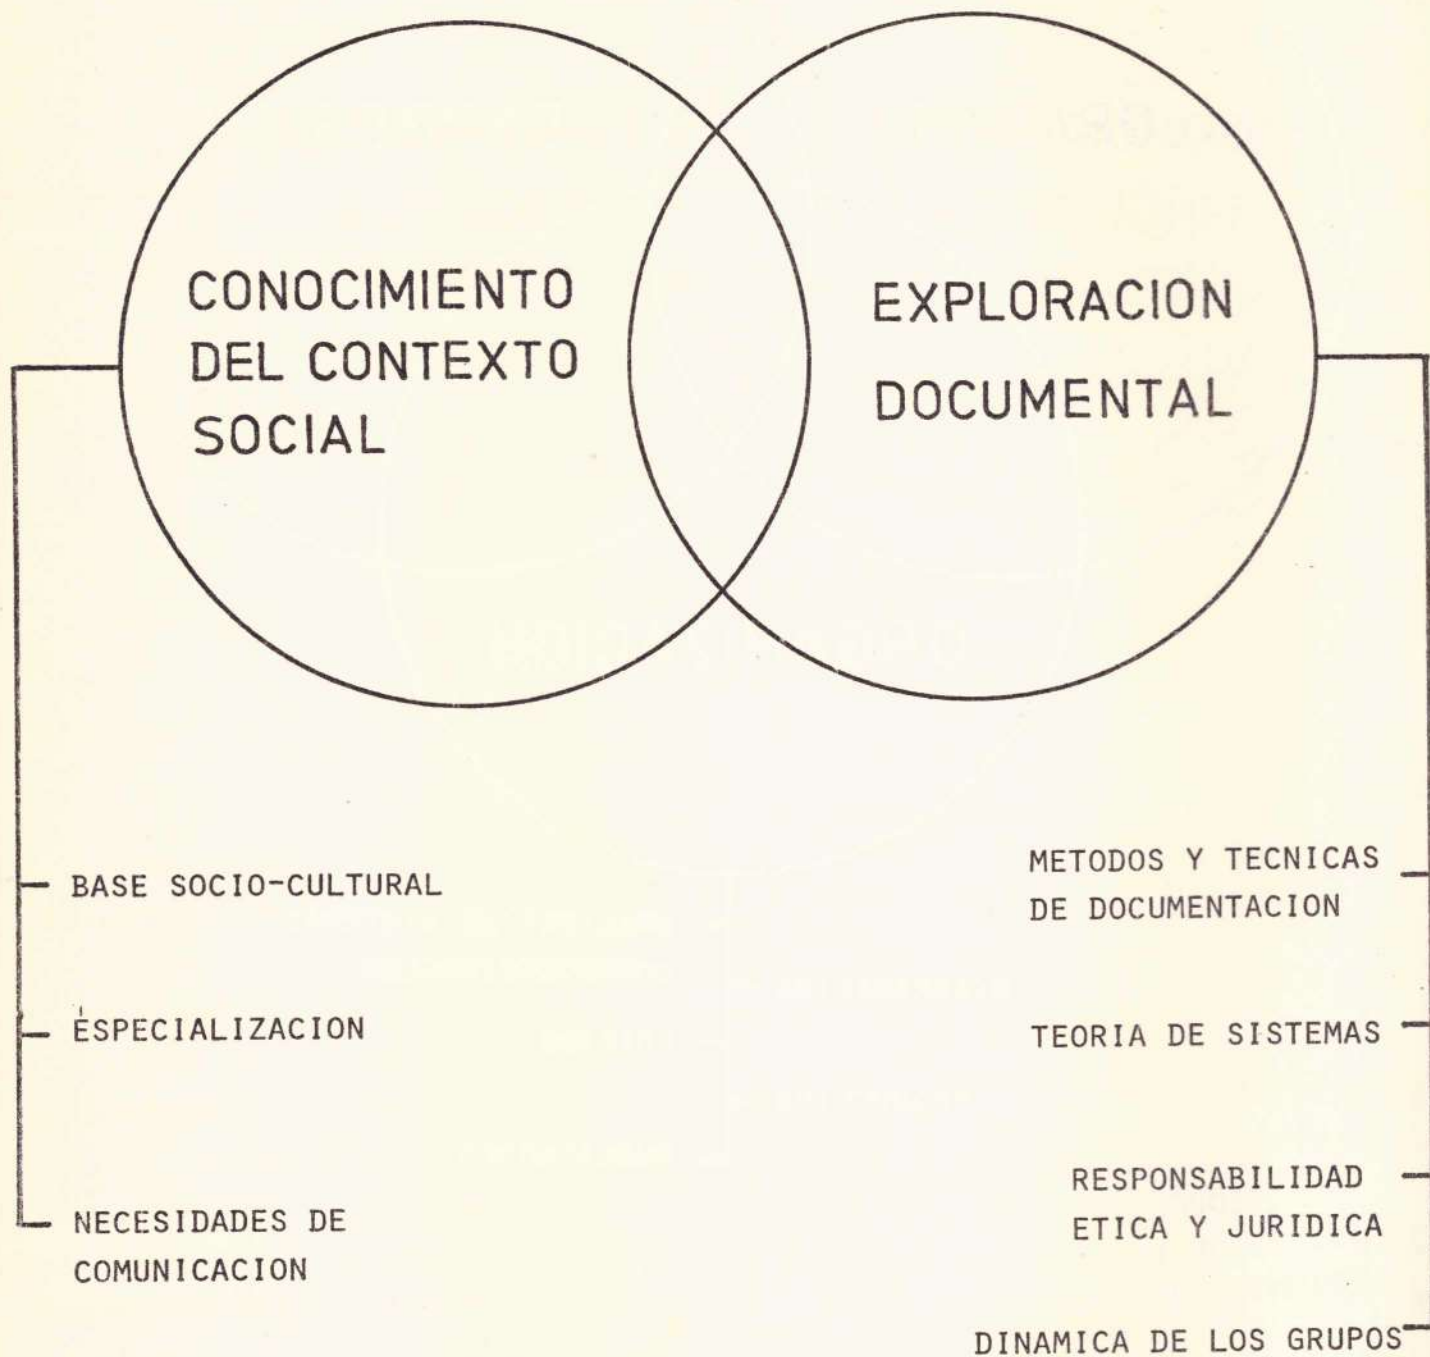 CONOCIMIENTO
DEL CONTEXTO
SOCIAL
EXPLORACION
DOCUMENTAL
BASE SOCIO-CULTURAL
ESPECIALIZACION
NECESIDADES DE
COMUNICACION
METODOS Y TECNICAS
DE DOCUMENTACION
TEORIA DE SISTEMAS
RESPONSABILIDAD
ETICA Y JURIDICA
DINAMICA DE LOS GRUPOS